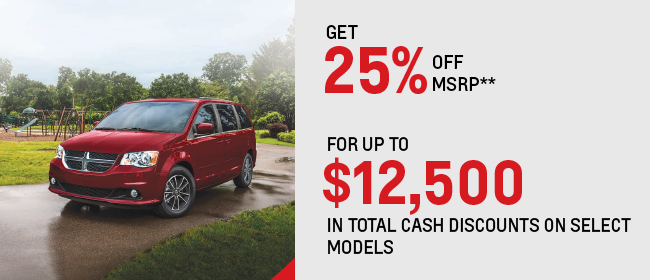 GET
25% OFF
MSRP**
FOR UP TO
$12,500
IN TOTAL CASH DISCOUNTS ON SELECT
MODELS